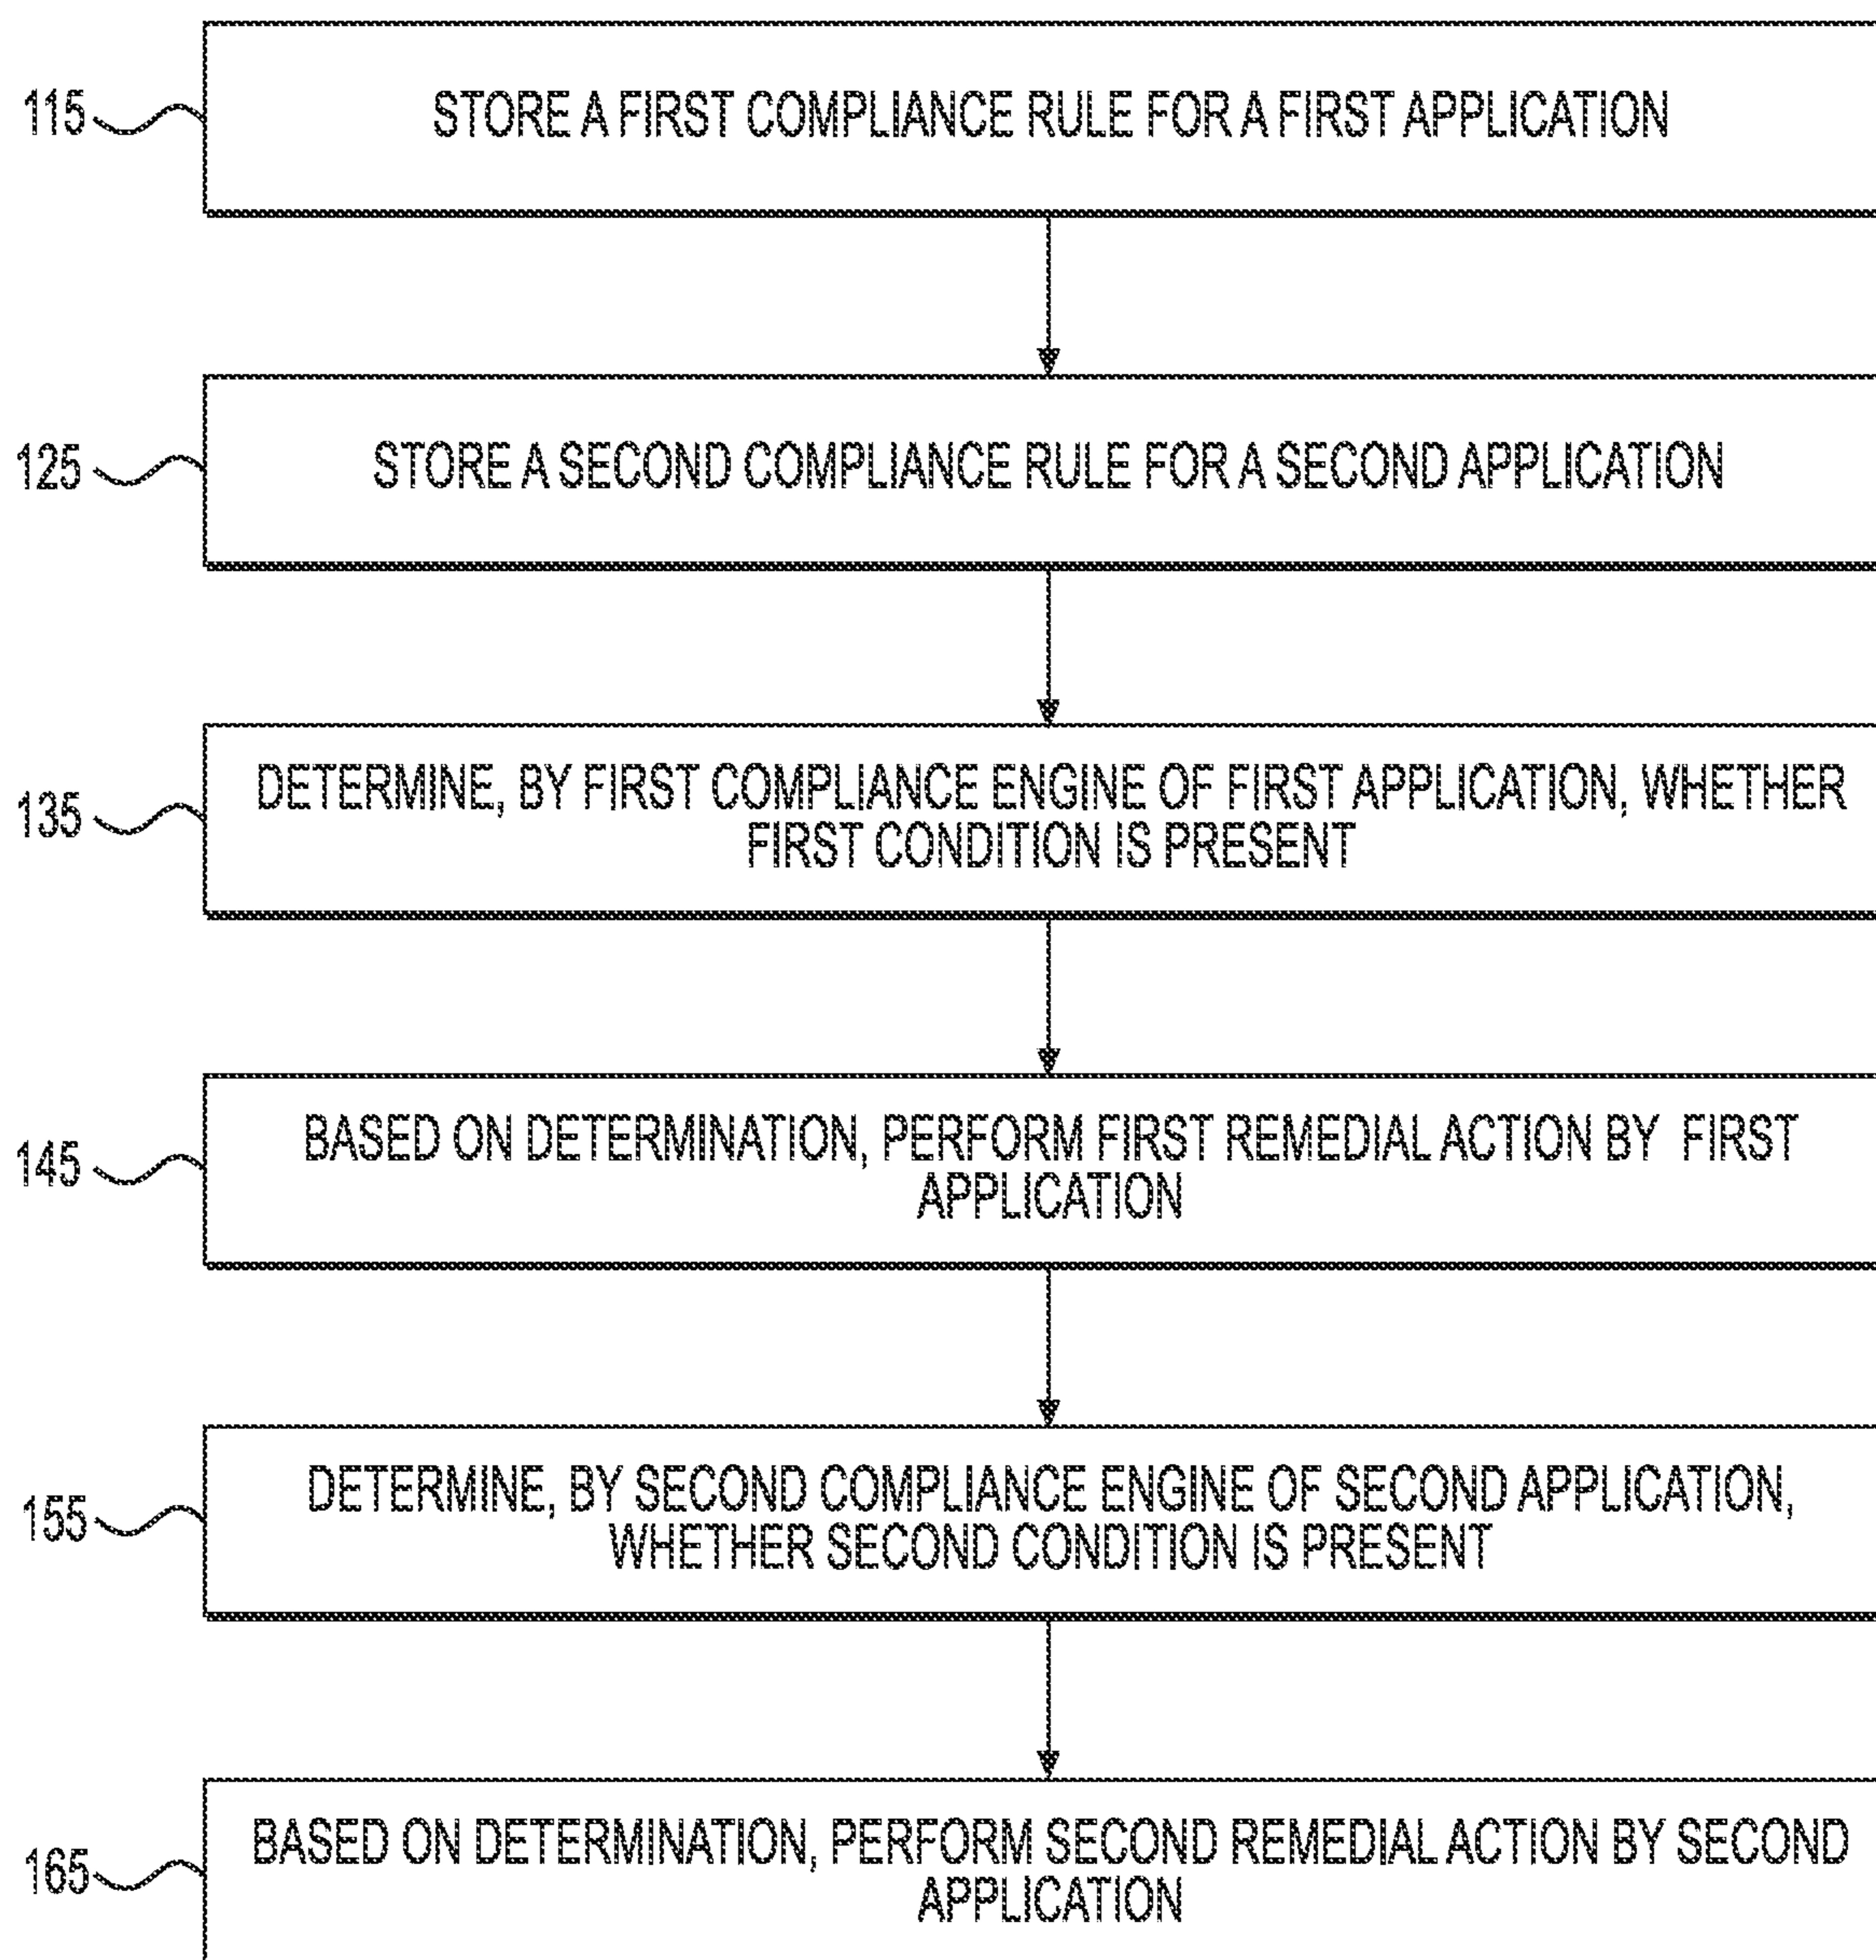 115
STORE A FIRST COMPLIANCE RULE FOR A FIRST APPLICATION
125
STORE A SECOND COMPLIANCE RULE FOR A SECOND APPLICATION
135
DETERMINE, BY FIRST COMPLIANCE ENGINE OF FIRST APPLICATION, WHETHER
FIRST CONDITION IS PRESENT
145
BASED ON DETERMINATION, PERFORM FIRST REMEDIAL ACTION BY FIRST
APPLICATION
155
DETERMINE, BY SECOND COMPLIANCE ENGINE OF SECOND APPLICATION,
WHETHER SECOND CONDITION IS PRESENT
165
BASED ON DETERMINATION, PERFORM SECOND REMEDIAL ACTION BY SECOND
APPLICATION